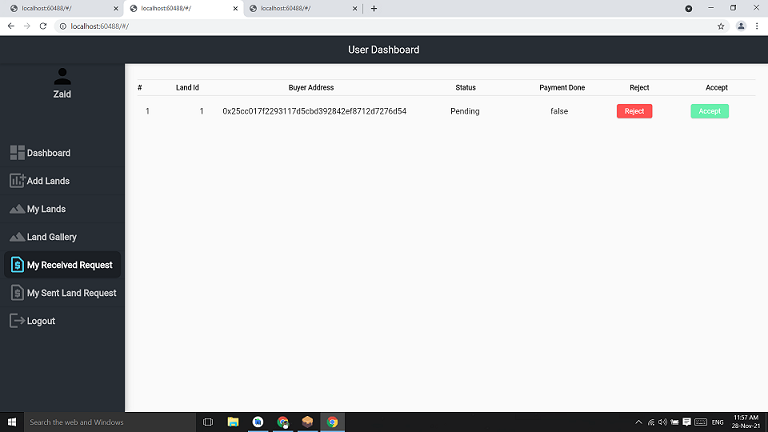 localhost:60488/#/
localhost:60488/#/
localhost:60488/#/
localhost:60488/#/
User Dashboard
Zaid
Dashboard
Add Lands
My Lands
Land Gallery
My Received Request
My Sent Land Request
Logout
# Land Id Buyer Address Status Payment Done Reject Accept
1 1 0x25cc017f2293117d5cbd392842ef8712d7276d54 Pending false Reject Accept
Search the web and Windows
ENG
11:57 AM
28-Nov-21